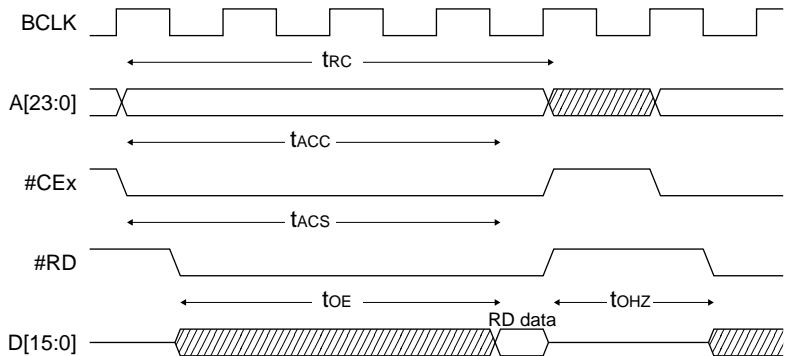 BCLK
tRC
A[23:0]
tACC
#CEx
tACS
#RD
tOE
tOHZ
RD data
D[15:0]